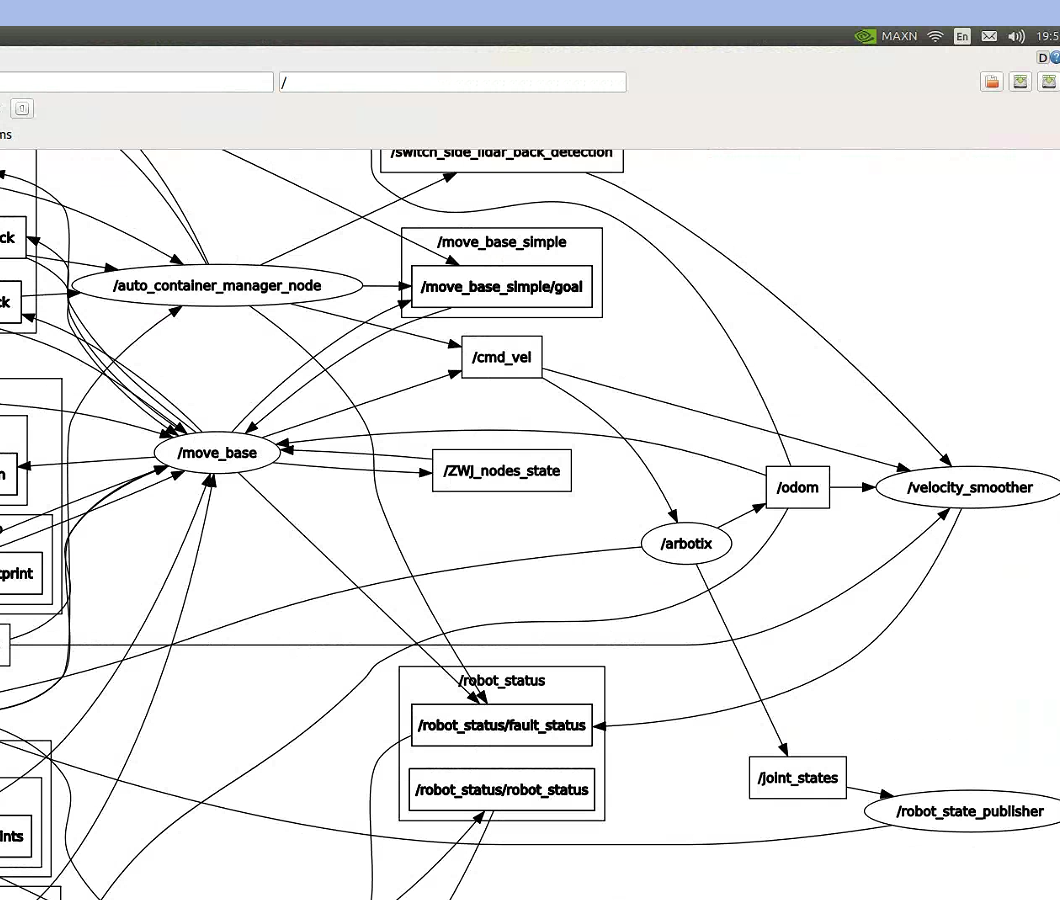 MAXN En 19:5
D
/
ms
/switch_side_lidar_back_detection
ck
/move_base_simple
/auto_container_manager_node
/move_base_simple/goal
ck
/cmd_vel
/move_base
n
/ZWJ_nodes_state
/odom
/velocity_smoother
/arbotix
tprint
/robot_status
/robot_status/fault_status
/joint_states
/robot_status/robot_status
/robot_state_publisher
ints